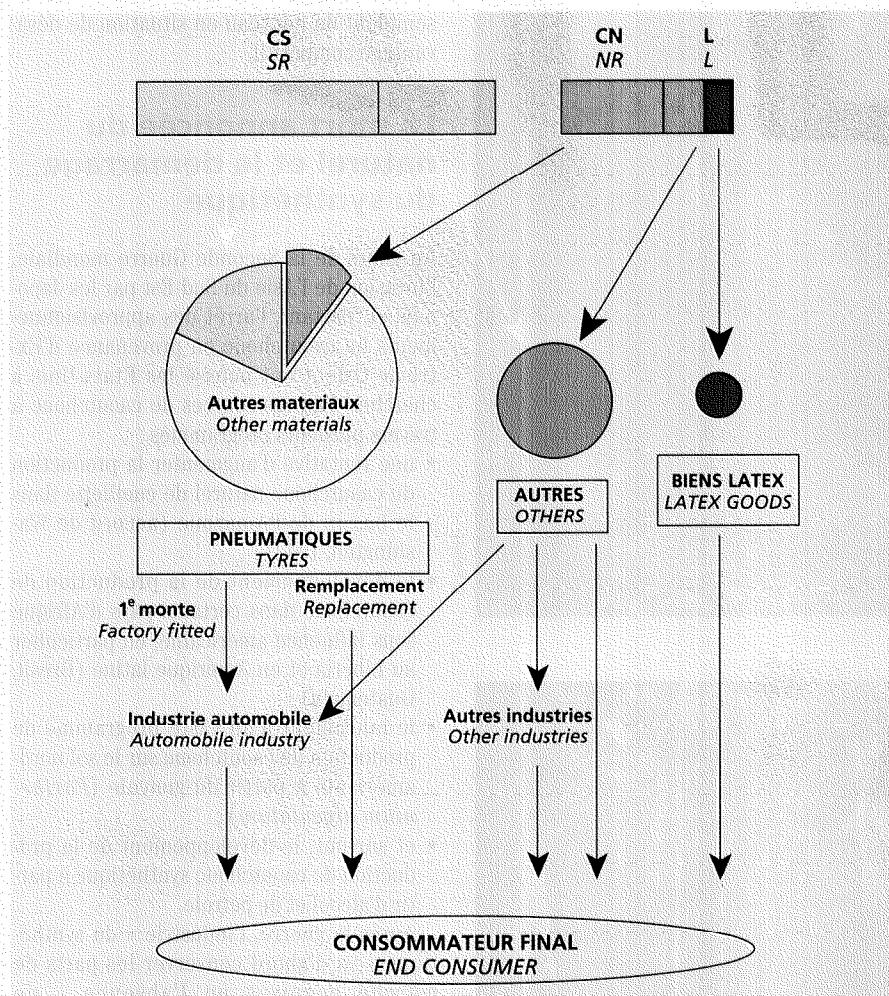 CS
SR
CN
NR
L
L
Autres materiaux
Other materials
AUTRES
OTHERS
BIENS LATEX
LATEX GOODS
PNEUMATIQUES
TYRES
1e monte
Factory fitted
Remplacement
Replacement
Industrie automobile
Automobile industry
Autres industries
Other industries
CONSOMMATEUR FINAL
END CONSUMER